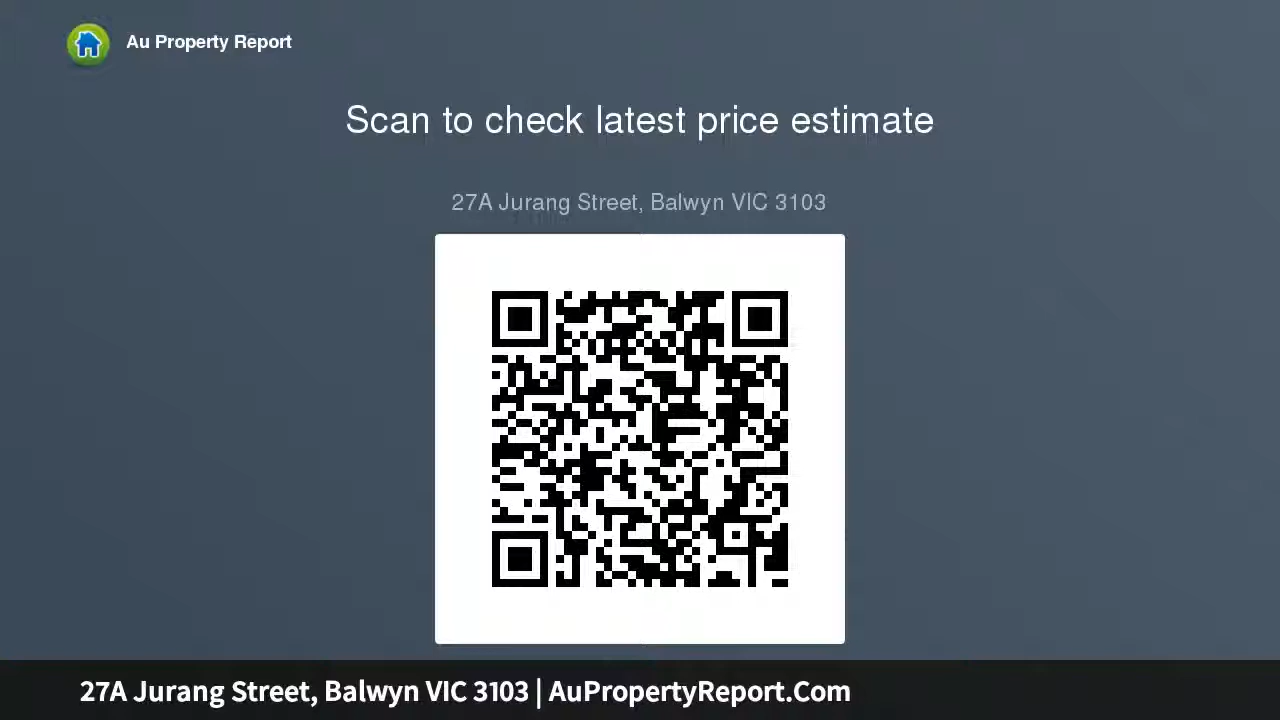 Au Property Report
Scan to check latest price estimate
27A Jurang Street, Balwyn VIC 3103
27A Jurang Street, Balwyn VIC 3103 | AuPropertyReport.Com